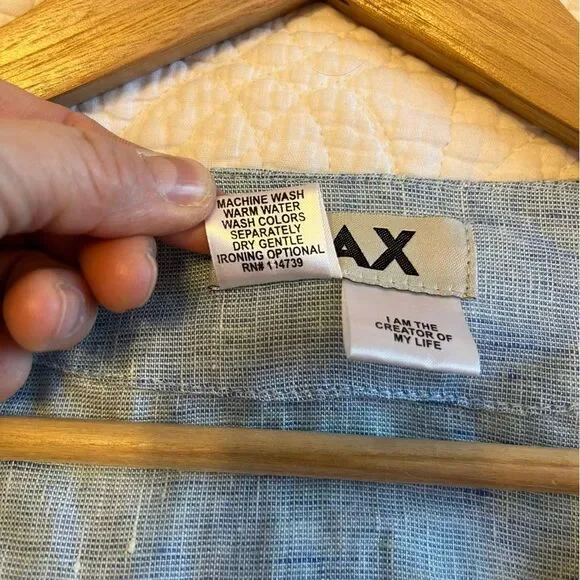 MACHINE WASH
WARM WATER
WASH COLORS
SEPARATELY
DRY GENTLE
IRONING OPTIONAL
RN# 114739
AX
I AM THE
CREATOR OF
MY LIFE